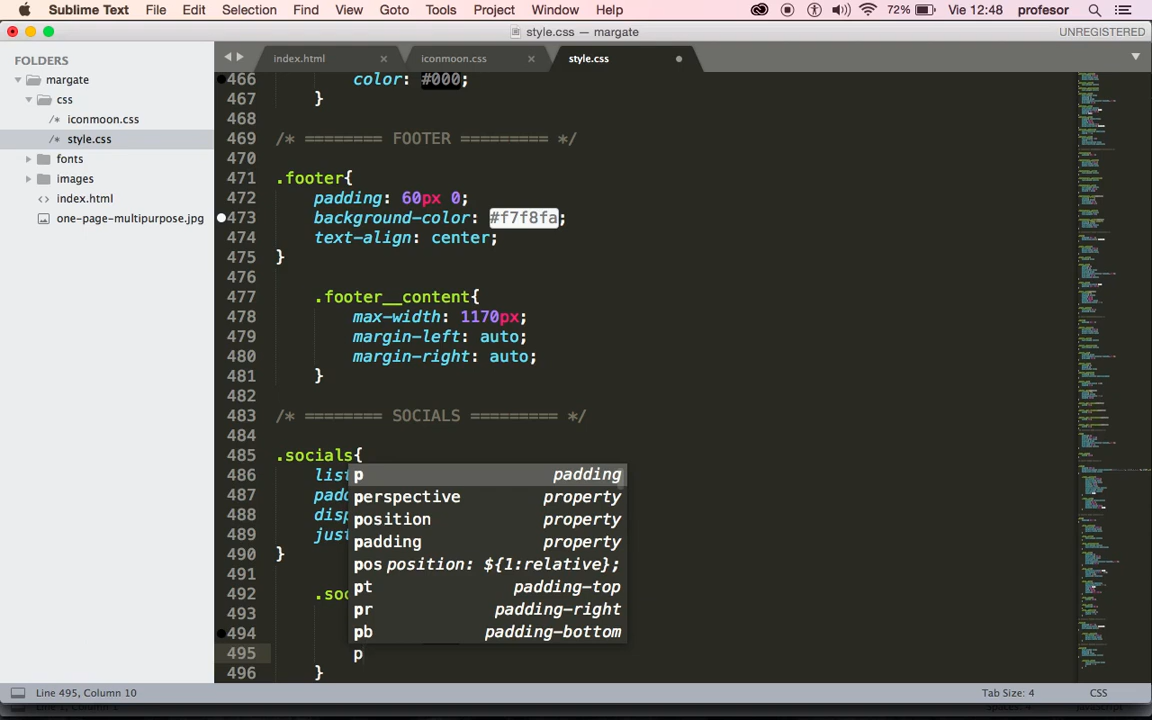 Sublime Text File Edit Selection Find View Goto Tools Project Window Help 72% Vie 12:48 profesor
style.css — margate UNREGISTERED
FOLDERS
margate
css
/* iconmoon.css
/* style.css
fonts
images
<> index.html
one-page-multipurpose.jpg
index.html × iconmoon.css × style.css
466 color: #000;
467 }
468
469 /* ======== FOOTER ========= */
470
471 .footer{
472 padding: 60px 0;
473 background-color: #f7f8fa;
474 text-align: center;
475 }
476
477 .footer__content{
478 max-width: 1170px;
479 margin-left: auto;
480 margin-right: auto;
481 }
482
483 /* ======== SOCIALS ========= */
484
485 .socials{
486 list
487 pad
488 disp
489 just
490 }
491
492 .soc
493
494
495 p
496 }
p padding
perspective property
position property
padding property
pos position: ${1:relative};
pt padding-top
pr padding-right
pb padding-bottom
Line 495, Column 10 Tab Size: 4 CSS